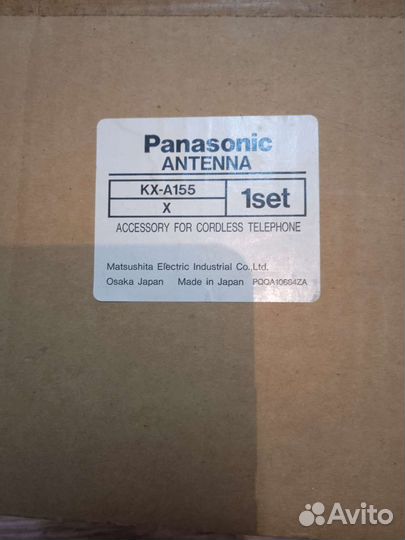 Panasonic
ANTENNA
KX-A155
X
1set
ACCESSORY FOR CORDLESS TELEPHONE
Matsushita Electric Industrial Co.,Ltd.
Osaka Japan Made in Japan PQQA10684ZA
Avito